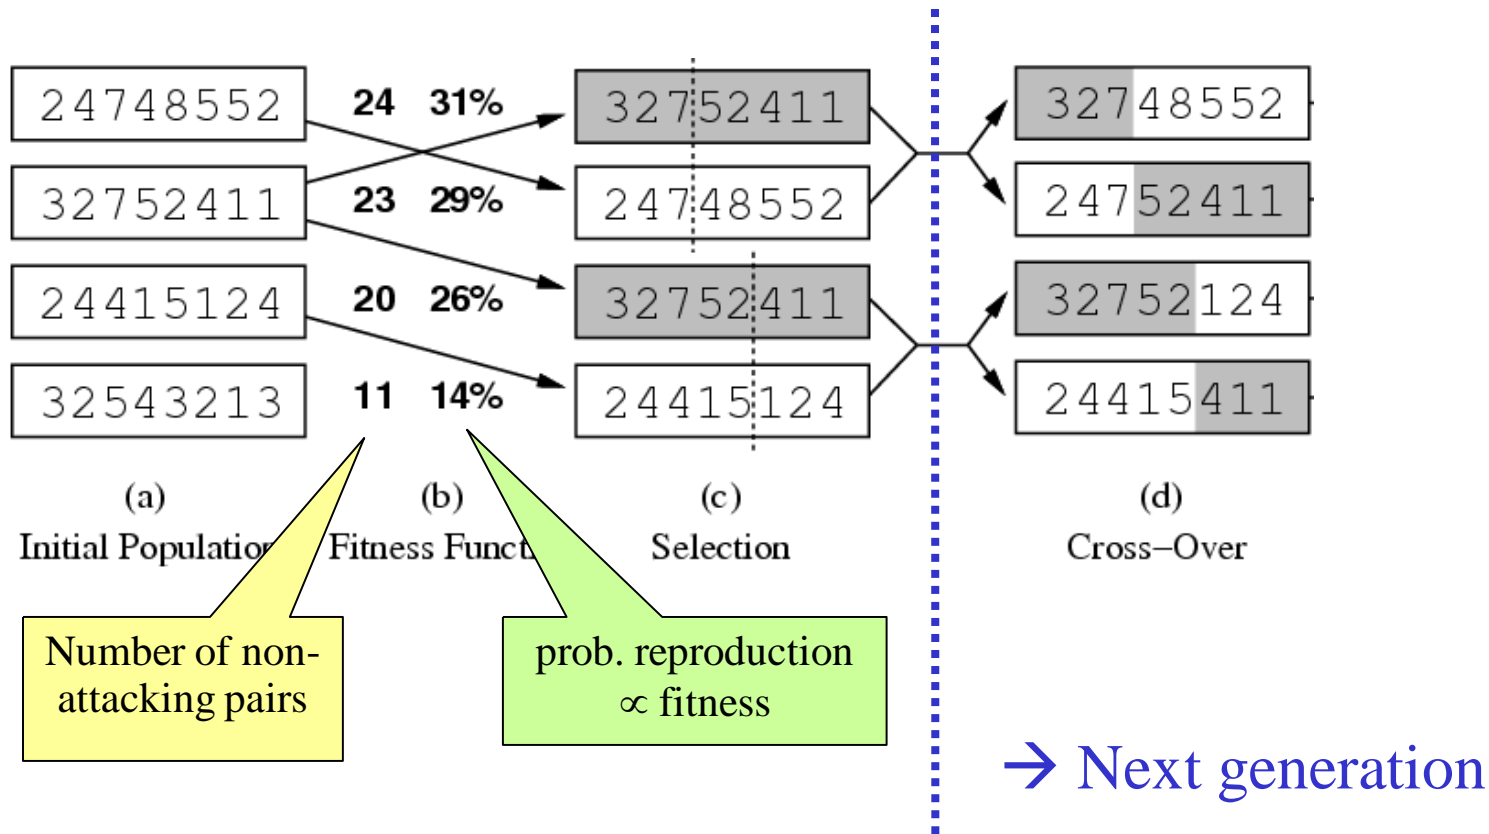 24748552 24 31% 32752411 32748552
32752411 23 29% 24748552 24752411
24415124 20 26% 32752411 32752124
32543213 11 14% 24415124 24415411
(a) (b) (c) (d)
Initial Population Fitness Funct Selection Cross–Over
Number of non-
attacking pairs
prob. reproduction
∝ fitness
→ Next generation